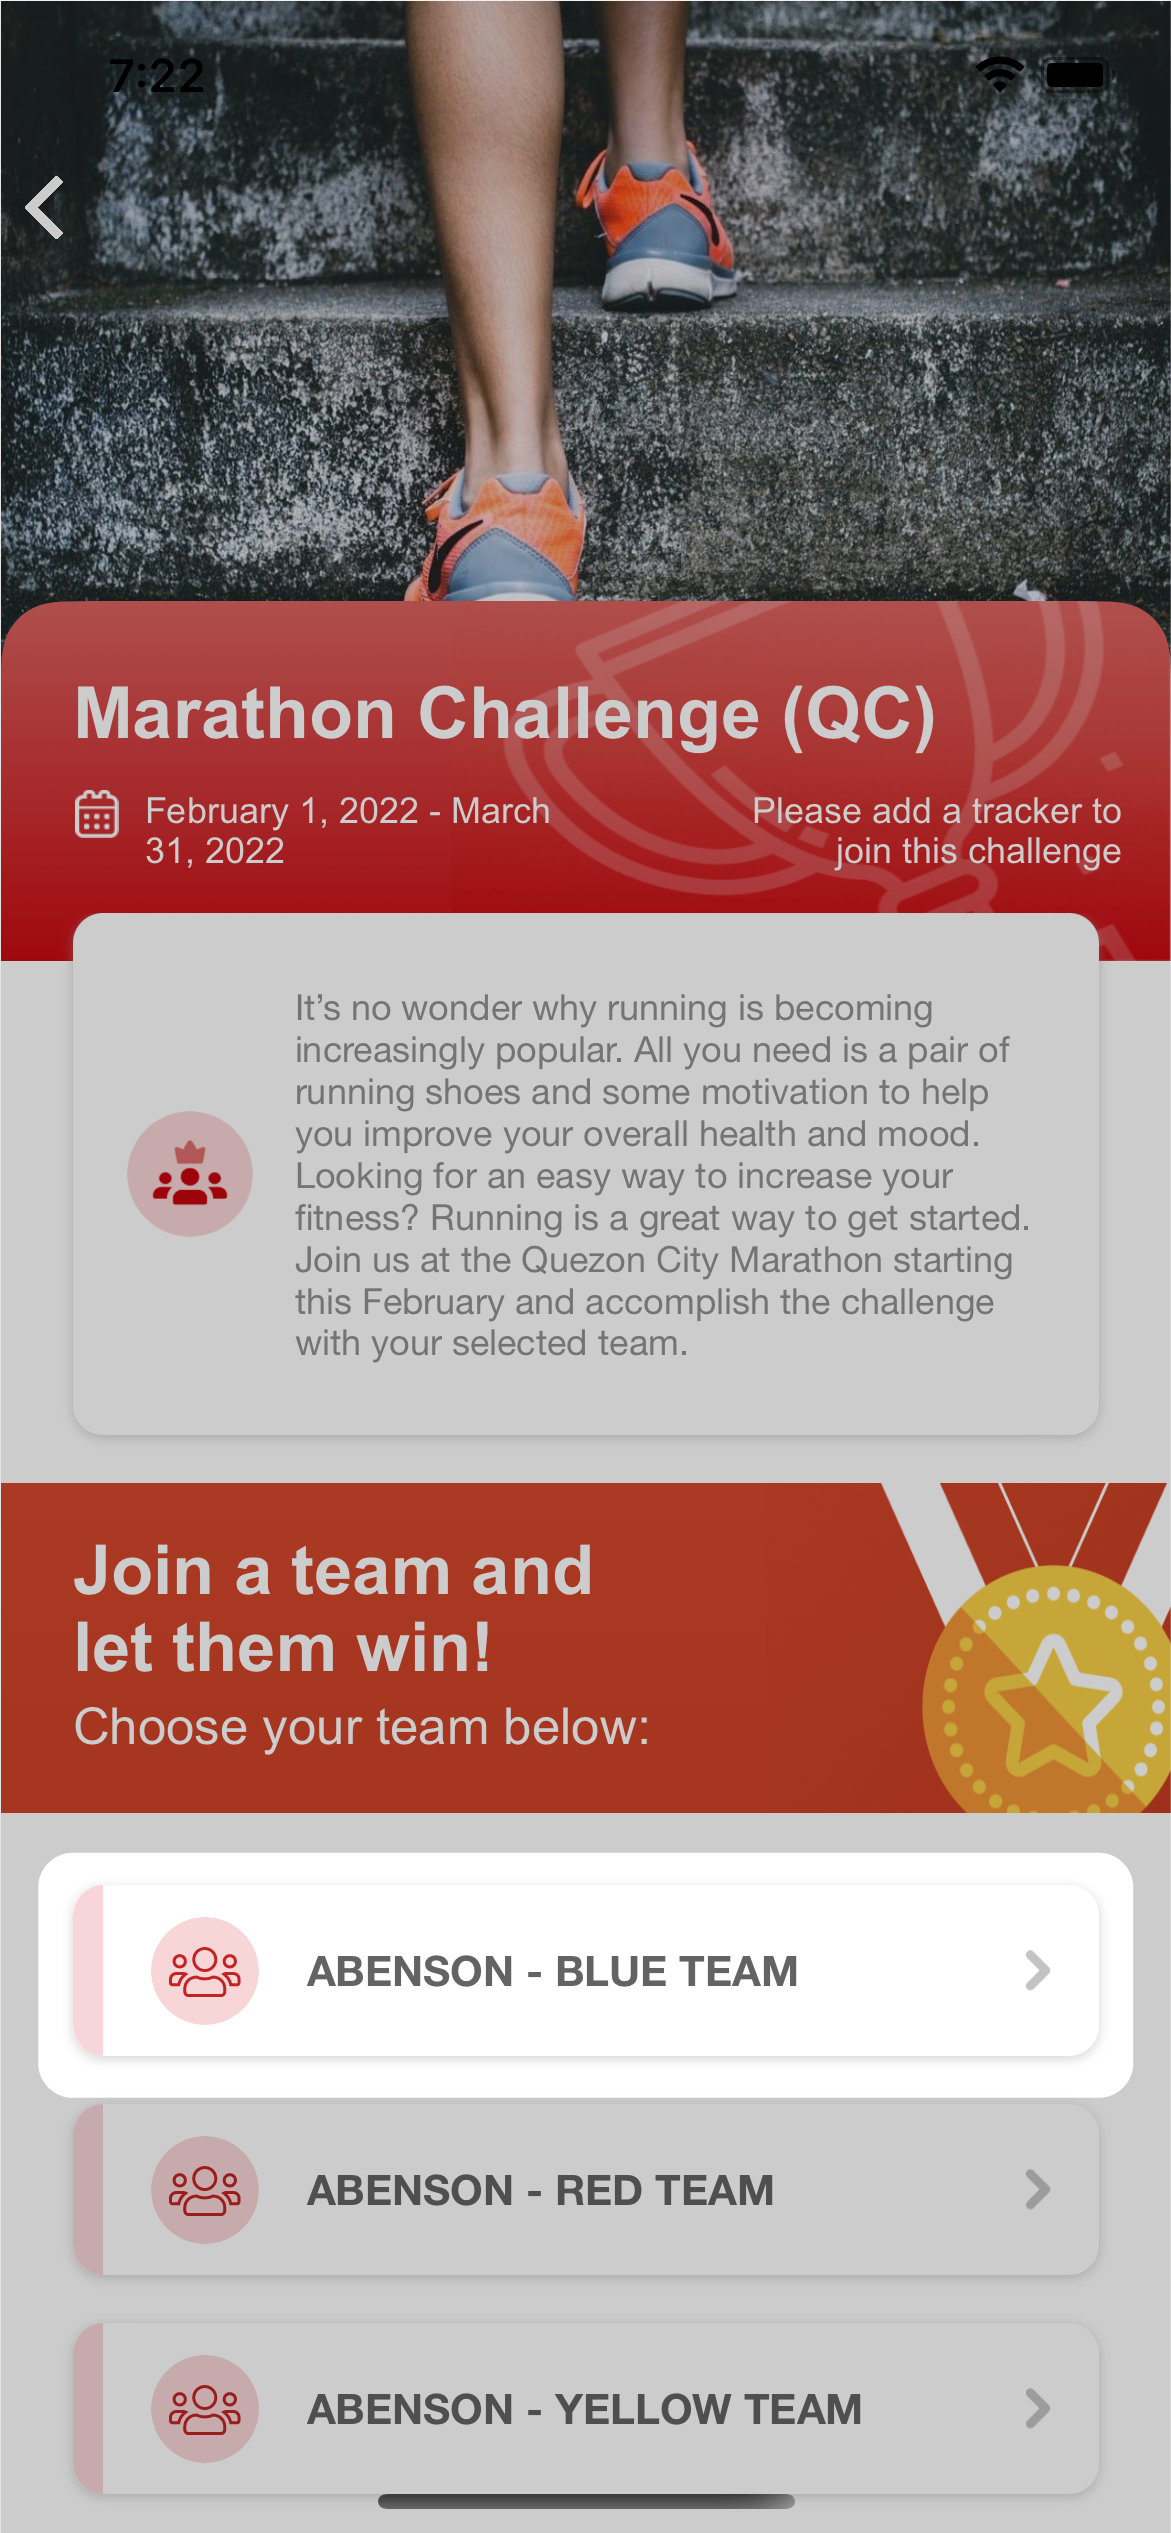 7:22
Marathon Challenge (QC)
February 1, 2022 - March
31, 2022
Please add a tracker to
join this challenge
It’s no wonder why running is becoming
increasingly popular. All you need is a pair of
running shoes and some motivation to help
you improve your overall health and mood.
Looking for an easy way to increase your
fitness? Running is a great way to get started.
Join us at the Quezon City Marathon starting
this February and accomplish the challenge
with your selected team.
Join a team and
let them win!
Choose your team below:
ABENSON - BLUE TEAM
ABENSON - RED TEAM
ABENSON - YELLOW TEAM